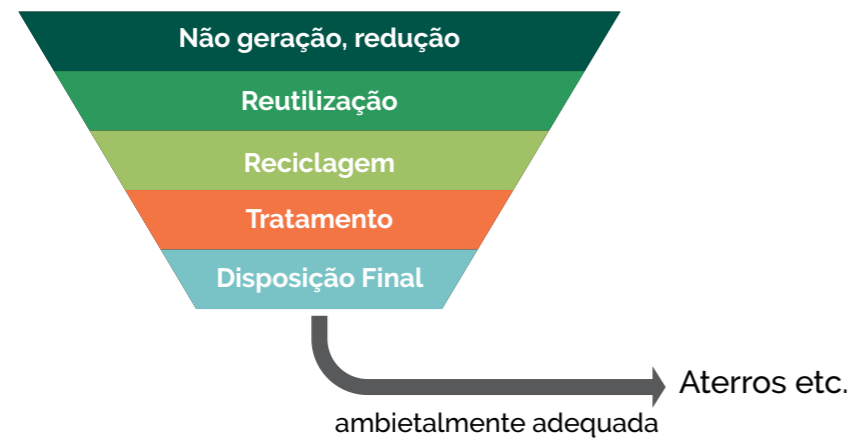 Não geração, redução
Reutilização
Reciclagem
Tratamento
Disposição Final
Aterros etc.
ambietalmente adequada